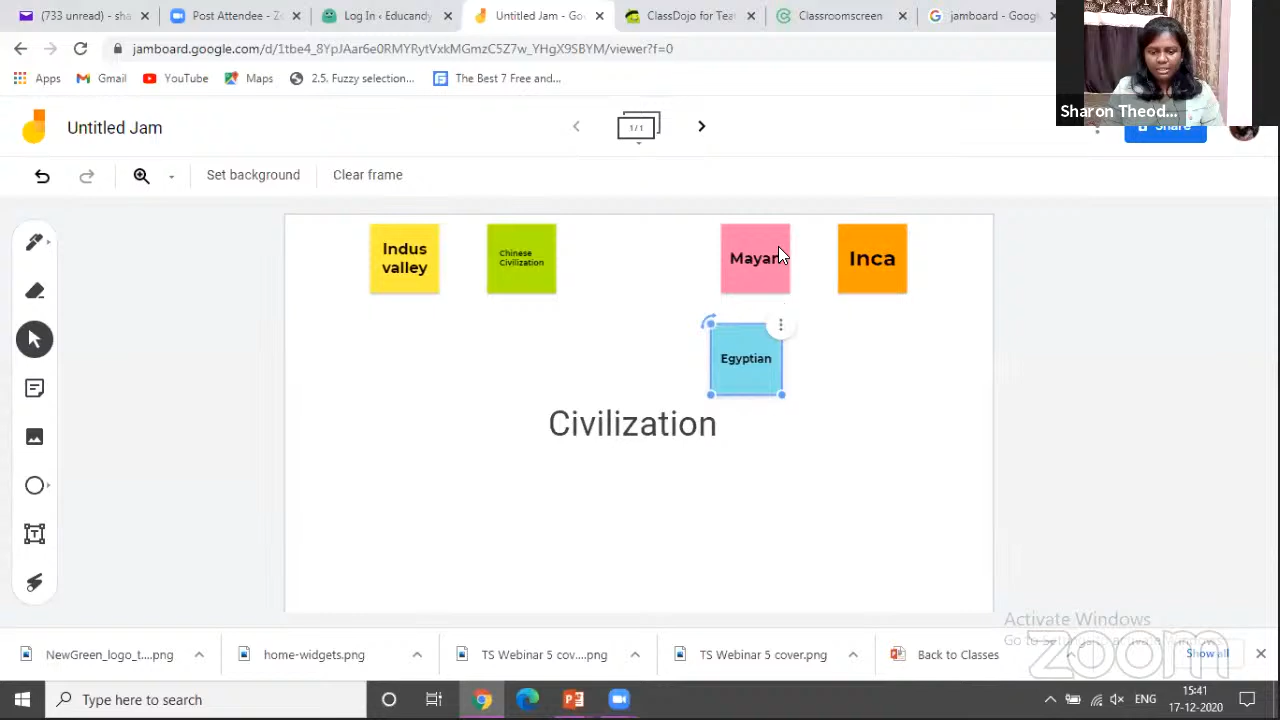 (733 unread) - sha
Post Attendee - Zo
Log In ‹ Educandy
Untitled Jam - Goo
ClassDojo for Teac
Classroomscreen
jamboard - Google
jamboard.google.com/d/1tbe4_8YpJAar6e0RMYRytVxkMGmzC5Z7w_YHgX9SBYM/viewer?f=0
Apps
Gmail
YouTube
Maps
2.5. Fuzzy selection...
The Best 7 Free and...
Sharon Theod...
Untitled Jam
1/1
Share
Set background
Clear frame
Indus
valley
Chinese
Civilization
Mayan
Inca
Egyptian
Civilization
Activate Windows
NewGreen_logo_t....png
home-widgets.png
TS Webinar 5 cov....png
TS Webinar 5 cover.png
Back to Classes
Show all
zoom
Type here to search
ENG
15:41
17-12-2020